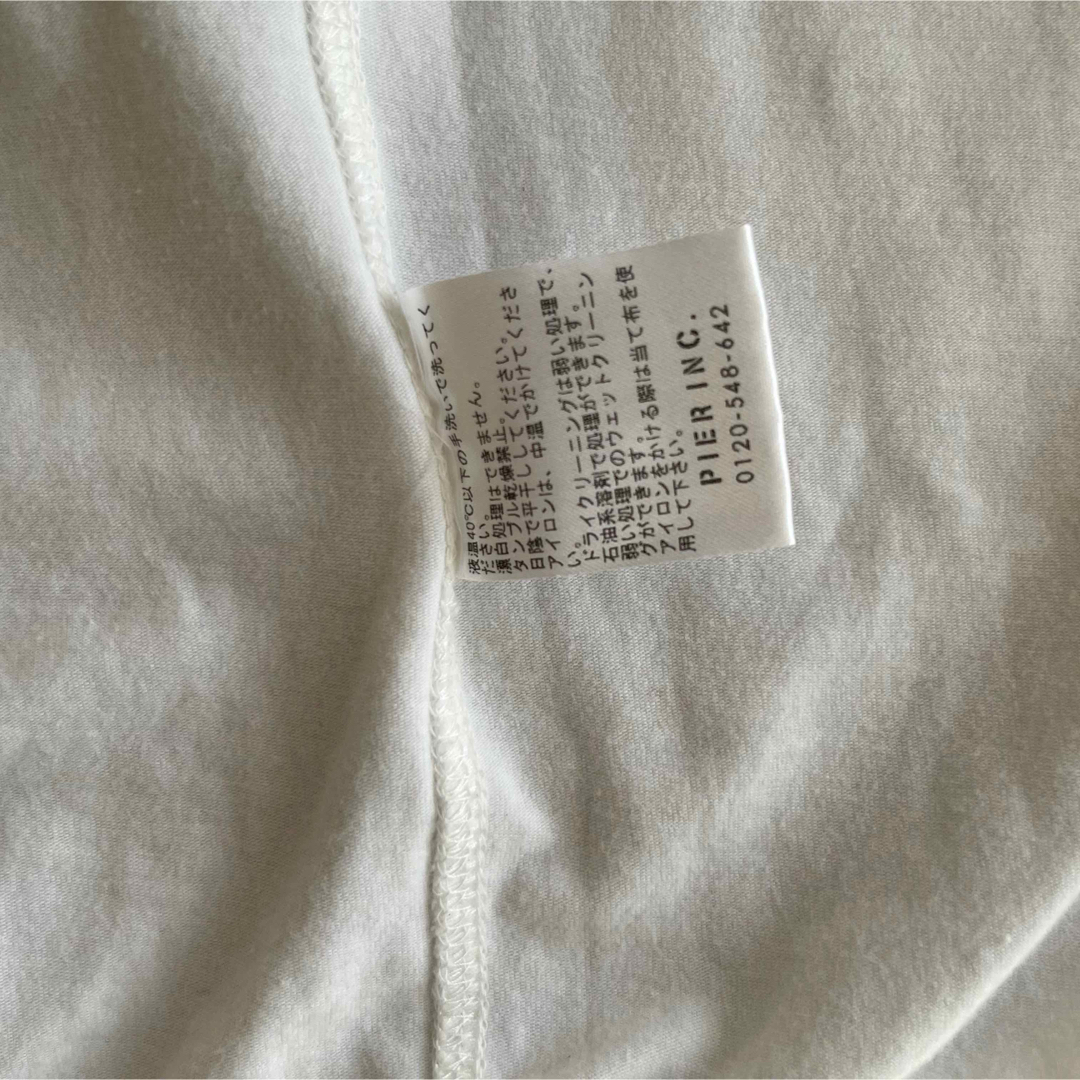 液温40℃以下の手洗いで洗ってく
ださい。
漂白処理はできません。
タンブル乾燥禁止。
日陰で平干ししてください。
アイロンは、中温でかけてくださ
い。
ドライクリーニングは弱い処理で、
石油系溶剤で処理ができます。
弱い処理でのウェットクリーニン
グができます。
アイロンをかける際は当て布を使
用して下さい。
PIER INC.
0120-548-642